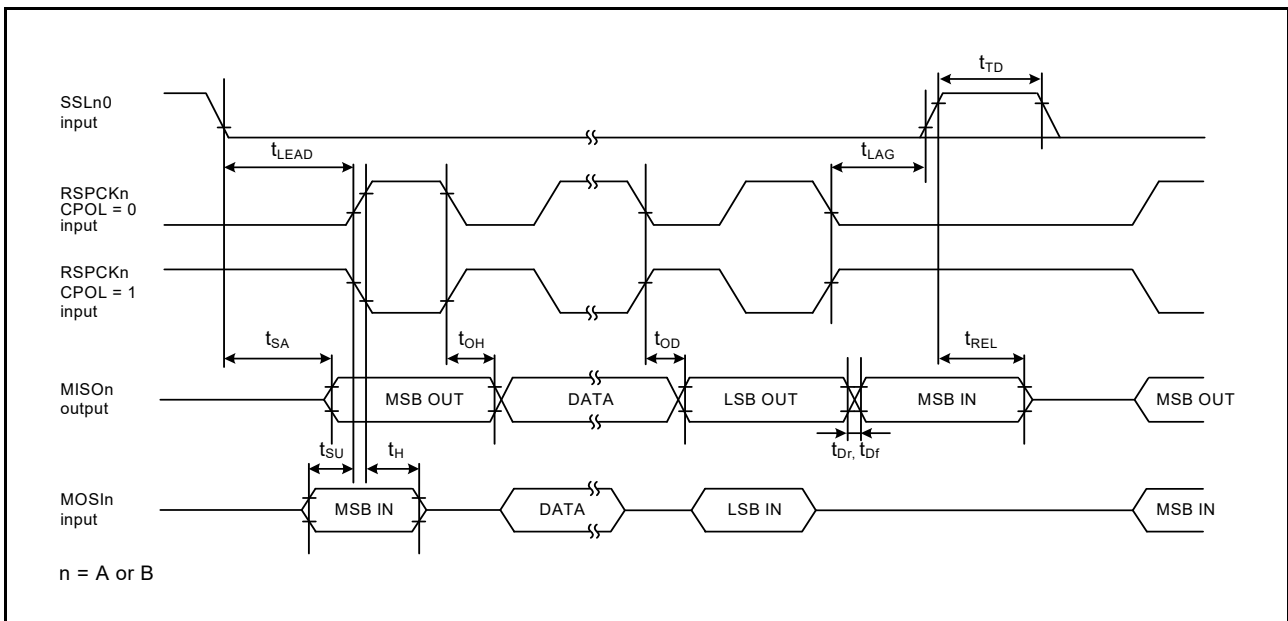 tTD
SSLn0
input
tLEAD
tLAG
RSPCKn
CPOL = 0
input
RSPCKn
CPOL = 1
input
tSA
tOH
tOD
tREL
MISOn
output
MSB OUT
DATA
LSB OUT
MSB IN
MSB OUT
tSU
tH
tDr, tDf
MOSIn
input
MSB IN
DATA
LSB IN
MSB IN
n = A or B